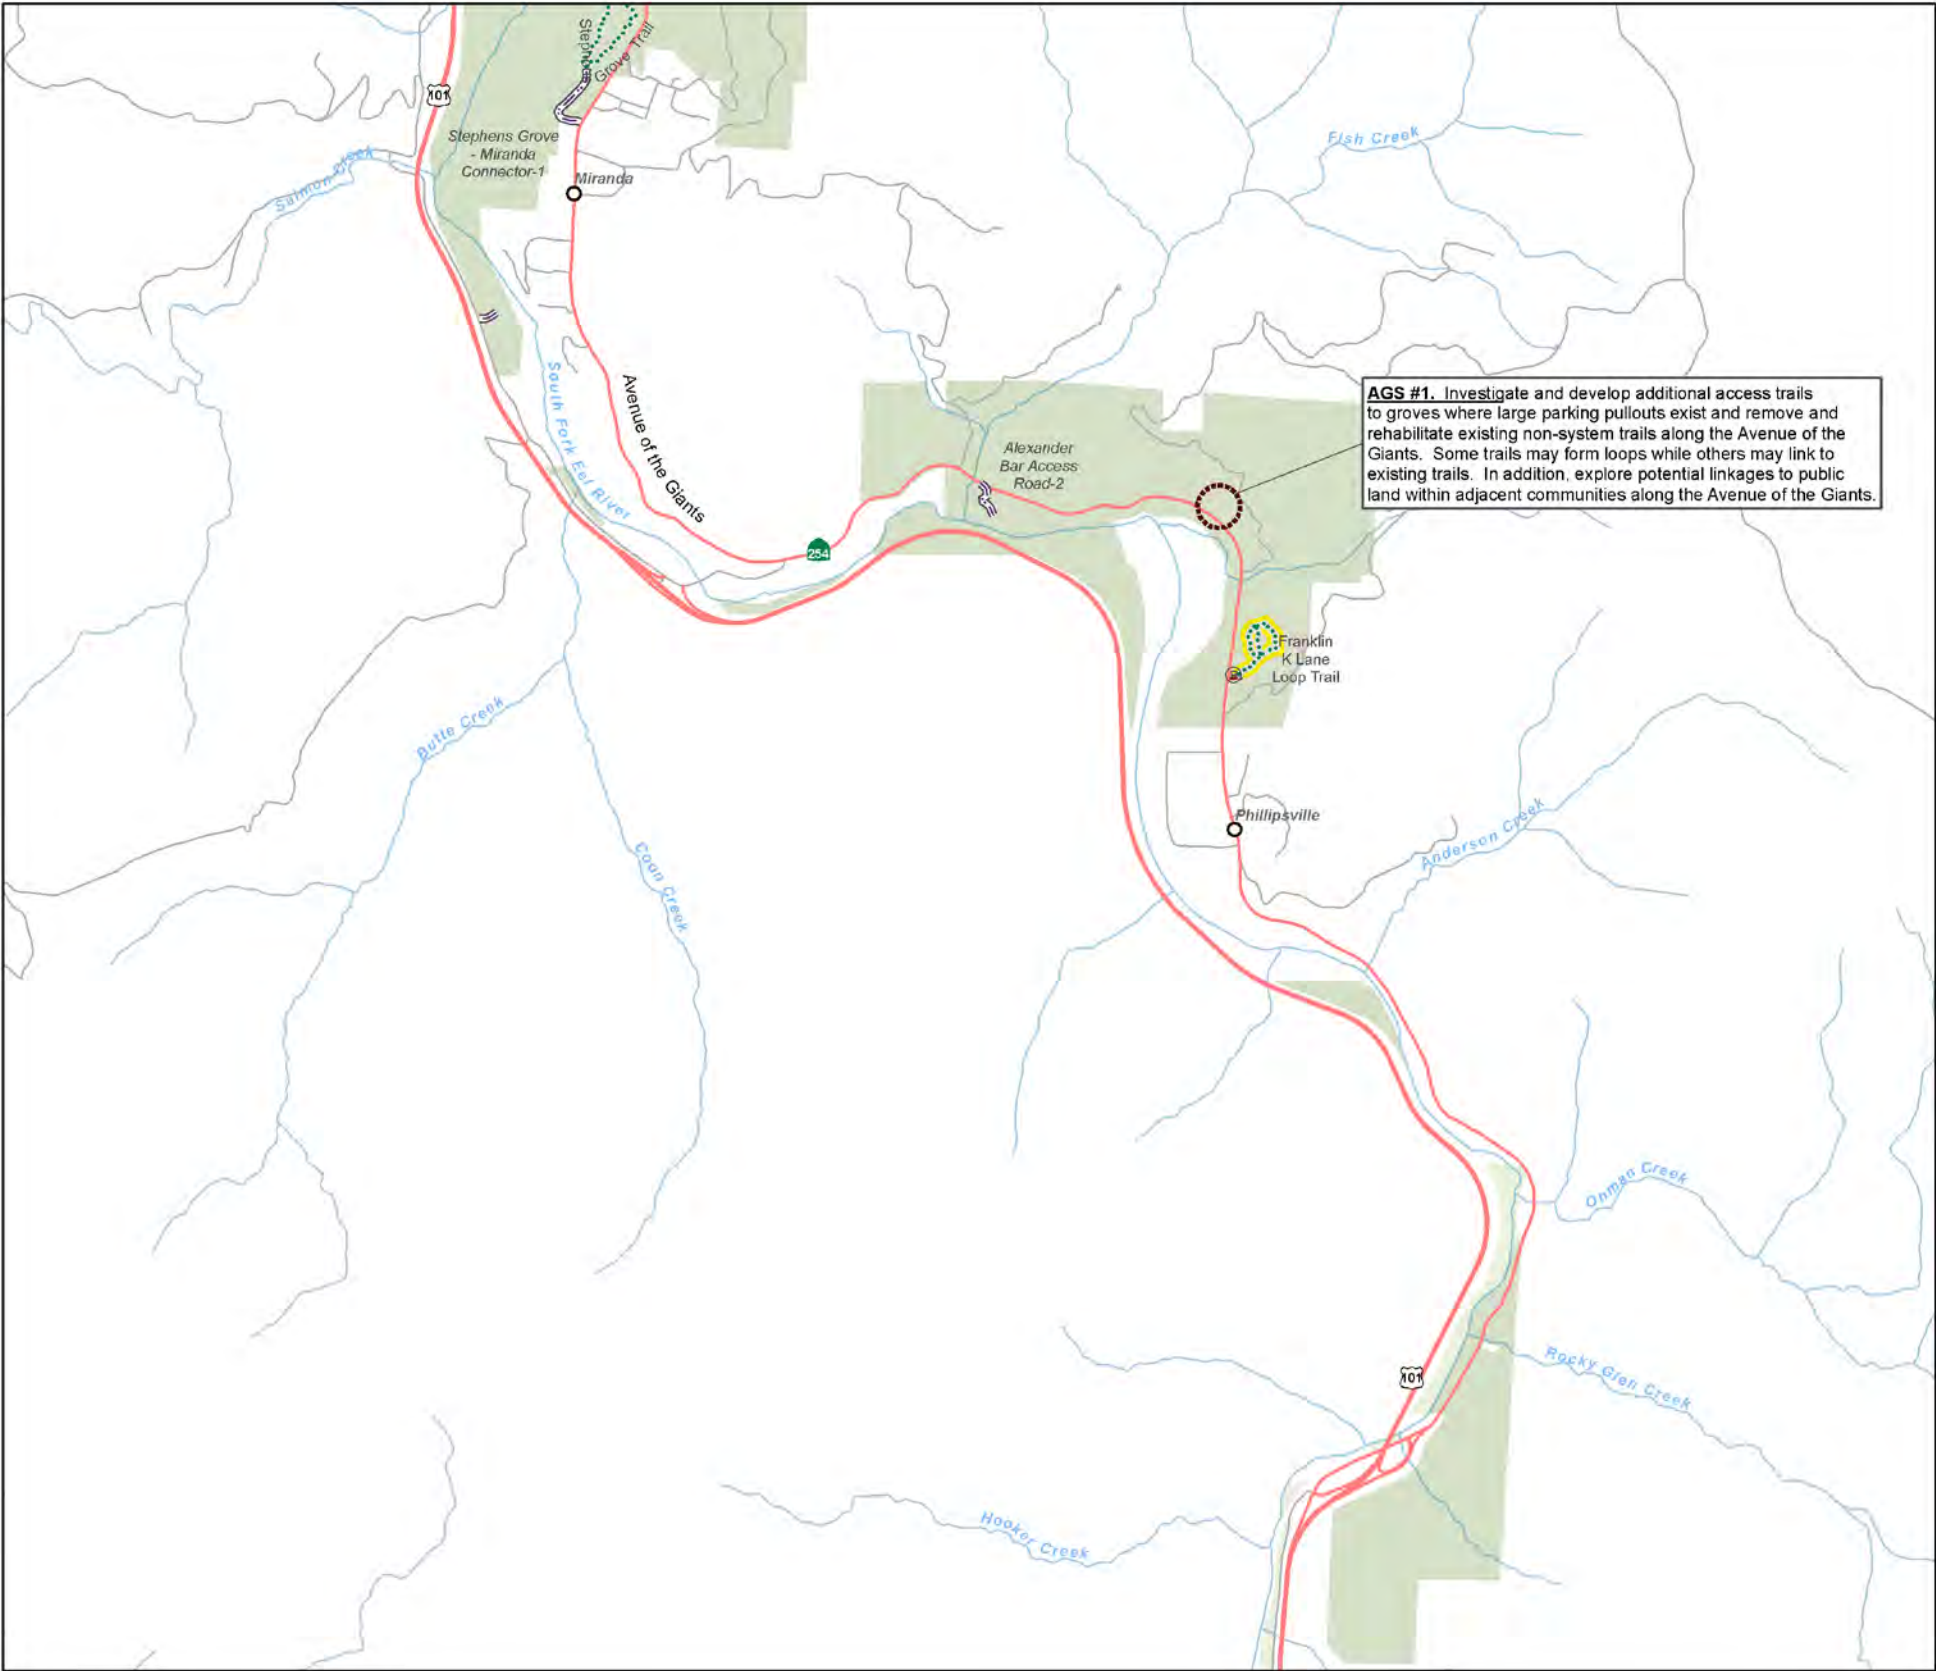 Stephens
Grove Trail
101
Stephens Grove
- Miranda
Connector-1
Miranda
Salmon Creek
Fish Creek
South Fork Eel River
Avenue of the Giants
254
Alexander
Bar Access
Road-2
AGS #1. Investigate and develop additional access trails
to groves where large parking pullouts exist and remove and
rehabilitate existing non-system trails along the Avenue of the
Giants. Some trails may form loops while others may link to
existing trails. In addition, explore potential linkages to public
land within adjacent communities along the Avenue of the Giants.
Franklin
K Lane
Loop Trail
Butte Creek
Coon Creek
Phillipsville
Anderson Creek
Ohman Creek
101
Rocky Glen Creek
Hooker Creek